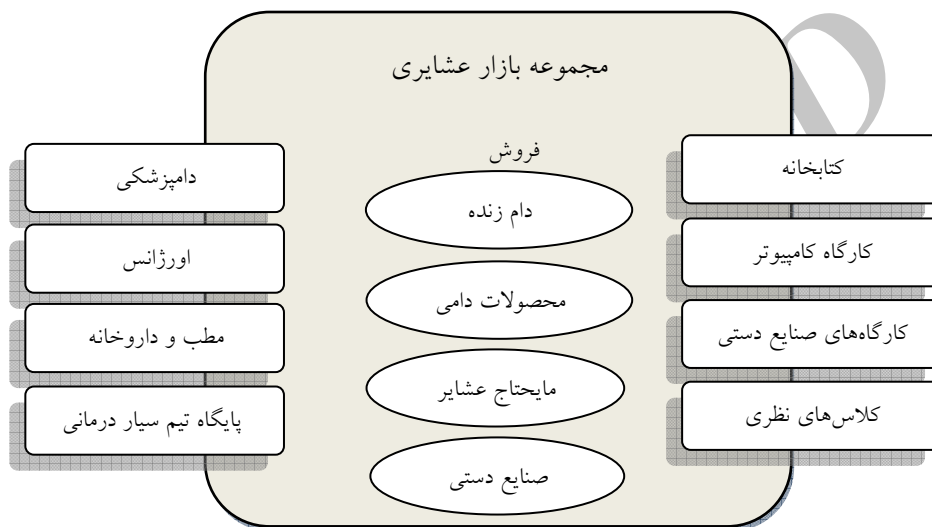 مجموعه بازار عشایری
فروش
دام زنده
محصولات دامی
مایحتاج عشایر
صنایع دستی
کتابخانه
کارگاه کامپیوتر
کارگاه‌های صنایع دستی
کلاس‌های نظری
دامپزشکی
اورژانس
مطب و داروخانه
پایگاه تیم سیار درمانی